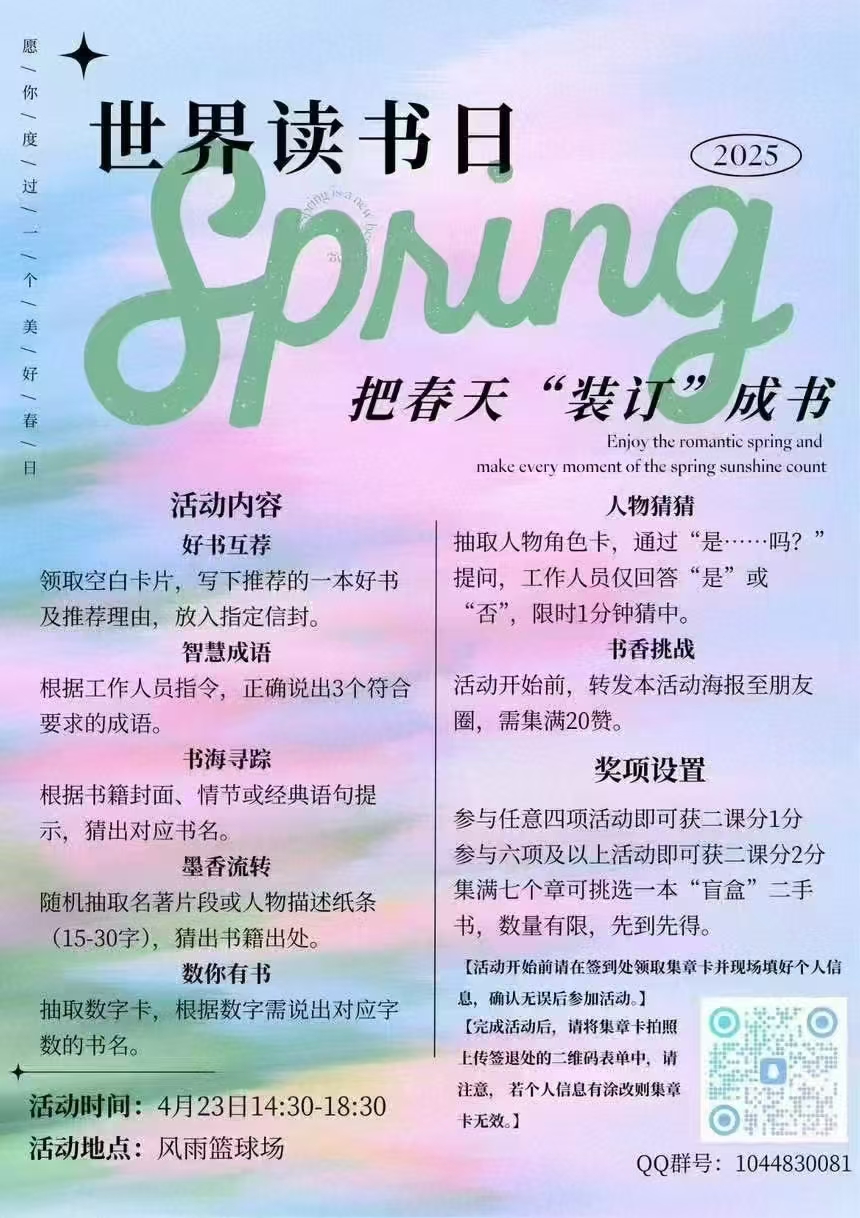 愿/你/度/过/一/个/美/好/春/日
世界读书日
2025
Spring
把春天“装订”成书
Enjoy the romantic spring and
make every moment of the spring sunshine count
活动内容
好书互荐
领取空白卡片，写下推荐的一本好书
及推荐理由，放入指定信封。
智慧成语
根据工作人员指令，正确说出3个符合
要求的成语。
书海寻踪
根据书籍封面、情节或经典语句提
示，猜出对应书名。
墨香流转
随机抽取名著片段或人物描述纸条
（15-30字），猜出书籍出处。
数你有书
抽取数字卡，根据数字需说出对应字
数的书名。
活动时间：4月23日14:30-18:30
活动地点：风雨篮球场
人物猜猜
抽取人物角色卡，通过“是……吗？”
提问，工作人员仅回答“是”或
“否”，限时1分钟猜中。
书香挑战
活动开始前，转发本活动海报至朋友
圈，需集满20赞。
奖项设置
参与任意四项活动即可获二课分1分
参与六项及以上活动即可获二课分2分
集满七个章可挑选一本“盲盒”二手
书，数量有限，先到先得。
【活动开始前请在签到处领取集章卡并现场填好个人信
息，确认无误后参加活动。】
【完成活动后，请将集章卡拍照
上传签退处的二维码表单中，请
注意，若个人信息有涂改则集章
卡无效。】
QQ群号：1044830081